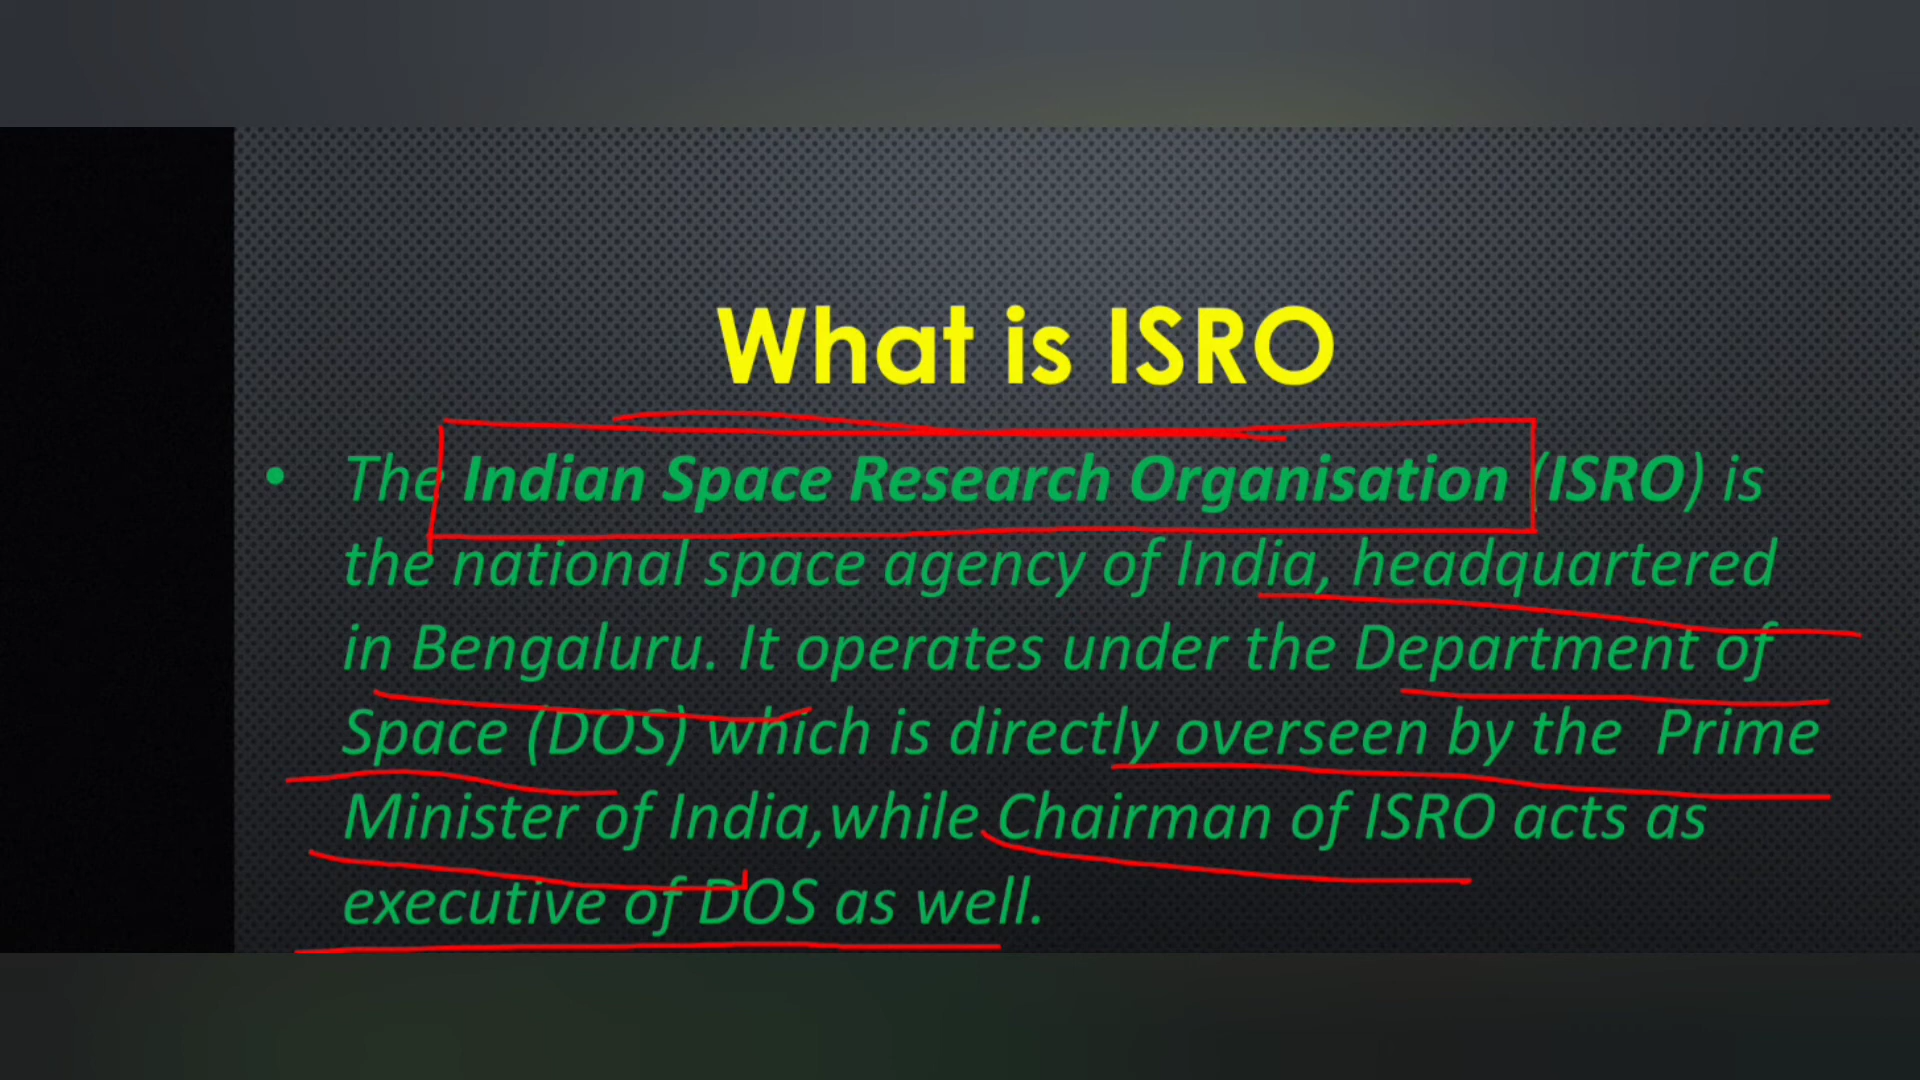 What is ISRO
• The Indian Space Research Organisation (ISRO) is
the national space agency of India, headquartered
in Bengaluru. It operates under the Department of
Space (DOS) which is directly overseen by the Prime
Minister of India,while Chairman of ISRO acts as
executive of DOS as well.